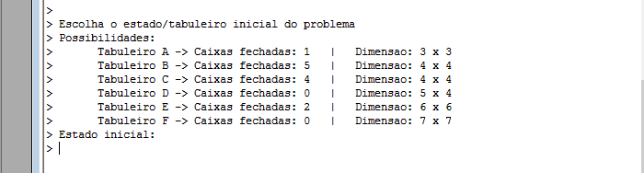 >
> Escolha o estado/tabuleiro inicial do problema
> Possibilidades:
>       Tabuleiro A -> Caixas fechadas: 1   |   Dimensao: 3 x 3
>       Tabuleiro B -> Caixas fechadas: 5   |   Dimensao: 4 x 4
>       Tabuleiro C -> Caixas fechadas: 4   |   Dimensao: 4 x 4
>       Tabuleiro D -> Caixas fechadas: 0   |   Dimensao: 5 x 4
>       Tabuleiro E -> Caixas fechadas: 2   |   Dimensao: 6 x 6
>       Tabuleiro F -> Caixas fechadas: 0   |   Dimensao: 7 x 7
> Estado inicial:
>